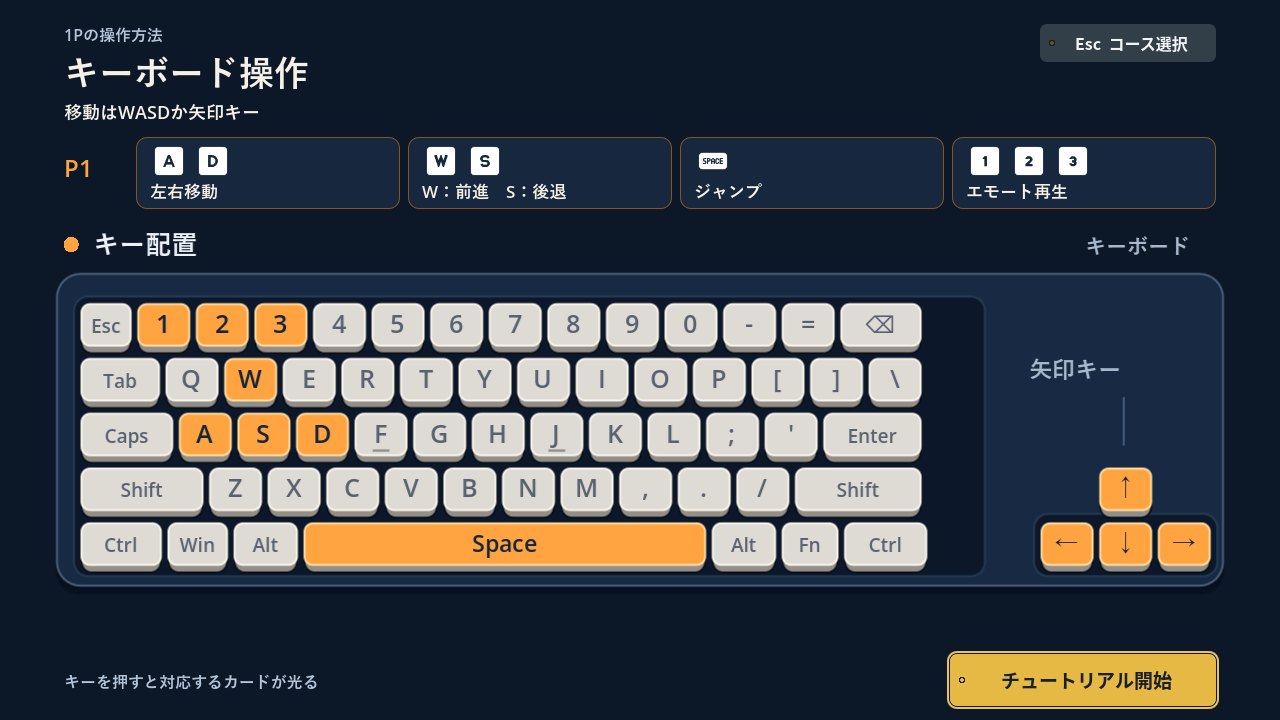 1Pの操作方法
Esc コース選択
キーボード操作
移動はWASDか矢印キー
P1
A D
左右移動
W S
W：前進 S：後退
SPACE
ジャンプ
1 2 3
エモート再生
キー配置
キーボード
Esc 1 2 3 4 5 6 7 8 9 0 - = ⌫
Tab Q W E R T Y U I O P [ ] \
Caps A S D F G H J K L ; ' Enter
Shift Z X C V B N M , . / Shift
Ctrl Win Alt Space Alt Fn Ctrl
矢印キー
↑
← ↓ →
キーを押すと対応するカードが光る
チュートリアル開始